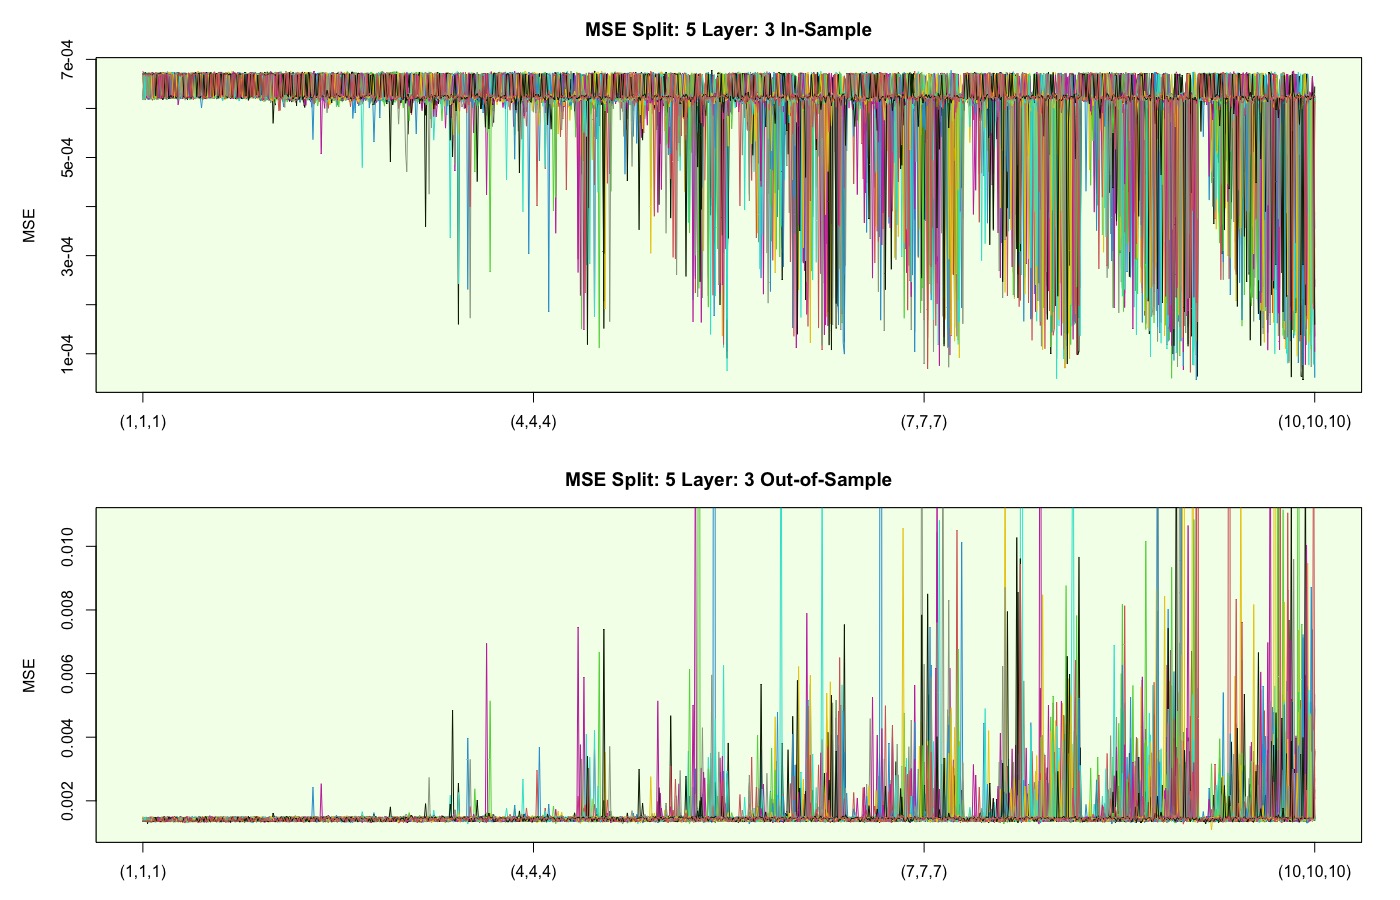 MSE Split: 5 Layer: 3 In-Sample
MSE
7e-04
5e-04
3e-04
1e-04
(1,1,1) (4,4,4) (7,7,7) (10,10,10)
MSE Split: 5 Layer: 3 Out-of-Sample
MSE
0.010
0.008
0.006
0.004
0.002
(1,1,1) (4,4,4) (7,7,7) (10,10,10)